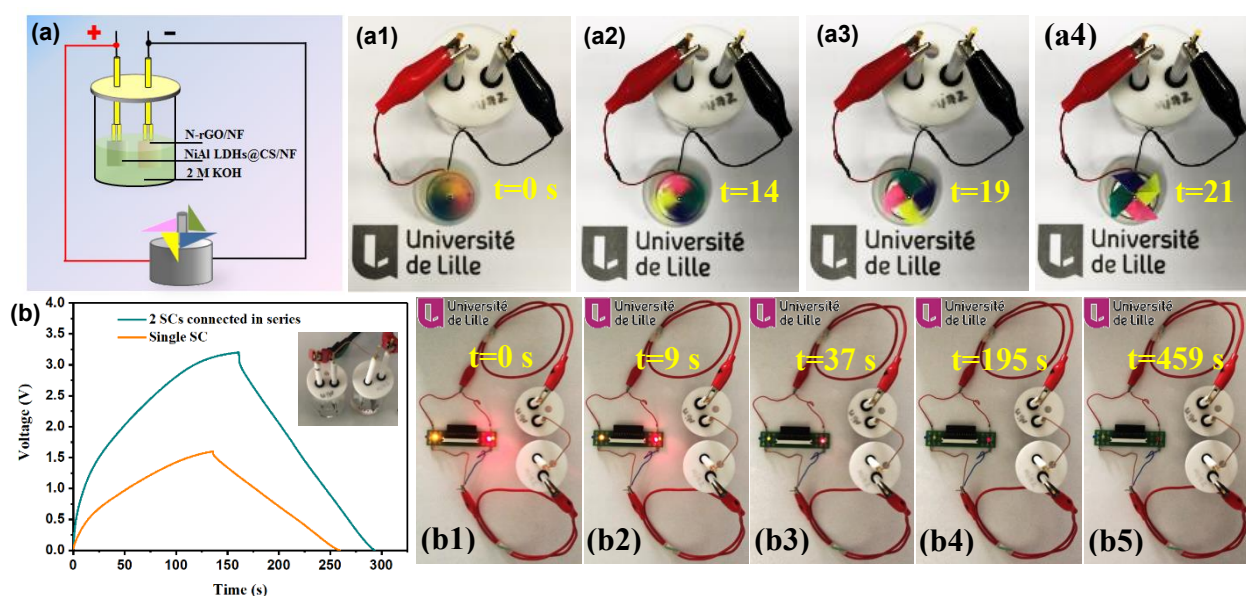 (a)
+
-
N-rGO/NF
NiAl LDHs@CS/NF
2 M KOH
(a1)
t=0 s
Université
de Lille
(a2)
t=14
Université
de Lille
(a3)
t=19
Université
de Lille
(a4)
t=21
Université
de Lille
(b)
4.0
3.5
3.0
2.5
2.0
1.5
1.0
0.5
0.0
Voltage (V)
2 SCs connected in series
Single SC
0
50
100
150
200
250
300
Time (s)
Université
de Lille
t=0 s
(b1)
Université
de Lille
t=9 s
(b2)
Université
de Lille
t=37 s
(b3)
Université
de Lille
t=195 s
(b4)
Université
de Lille
t=459 s
(b5)